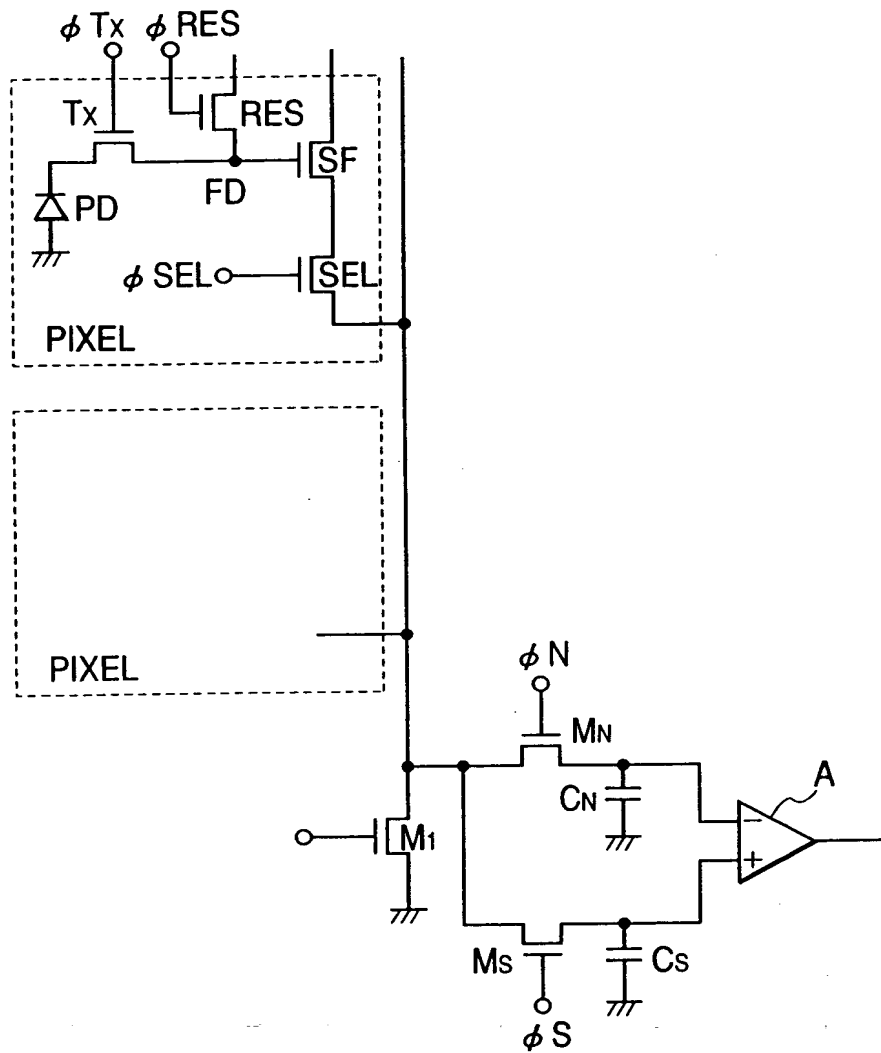 ϕ Tx ϕ RES
Tx
RES
SF
FD
PD
ϕ SEL
SEL
PIXEL
PIXEL
ϕ N
MN
A
CN
−
M1
+
MS
CS
ϕ S